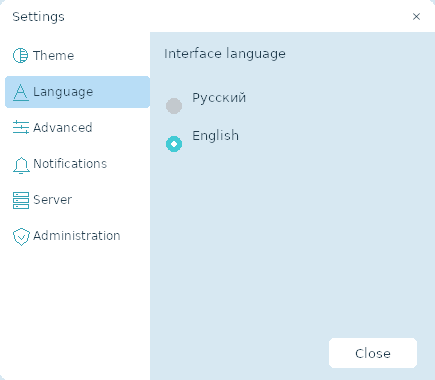 Settings
Theme
Language
Advanced
Notifications
Server
Administration
Interface language
Русский
English
Close